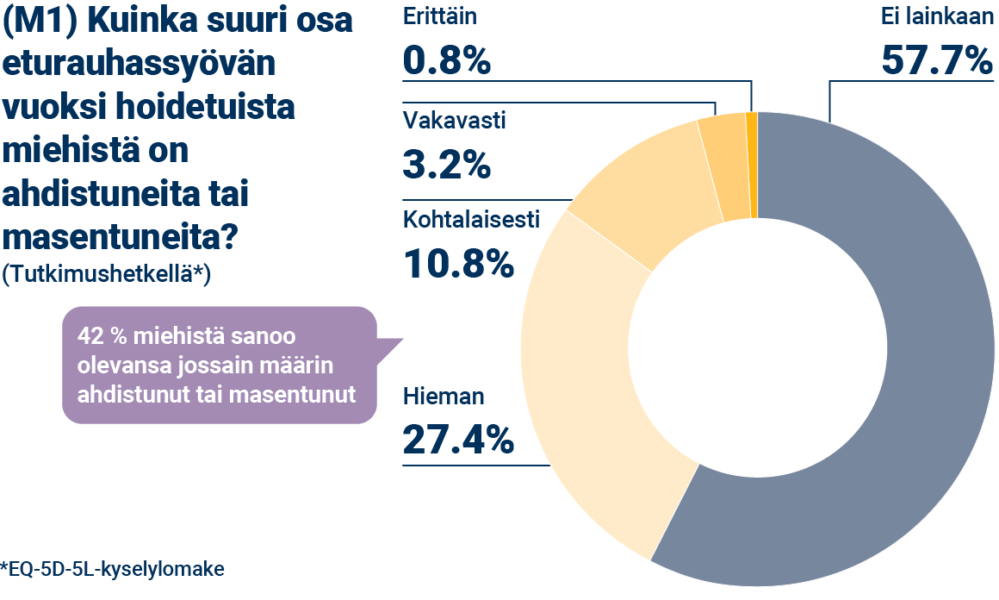 (M1) Kuinka suuri osa
eturauhassyövän
vuoksi hoidetuista
miehistä on
ahdistuneita tai
masentuneita?
(Tutkimushetkellä*)
Erittäin
0.8%
Ei lainkaan
57.7%
Vakavasti
3.2%
Kohtalaisesti
10.8%
42 % miehistä sanoo
olevansa jossain määrin
ahdistunut tai masentunut
Hieman
27.4%
*EQ-5D-5L-kyselylomake